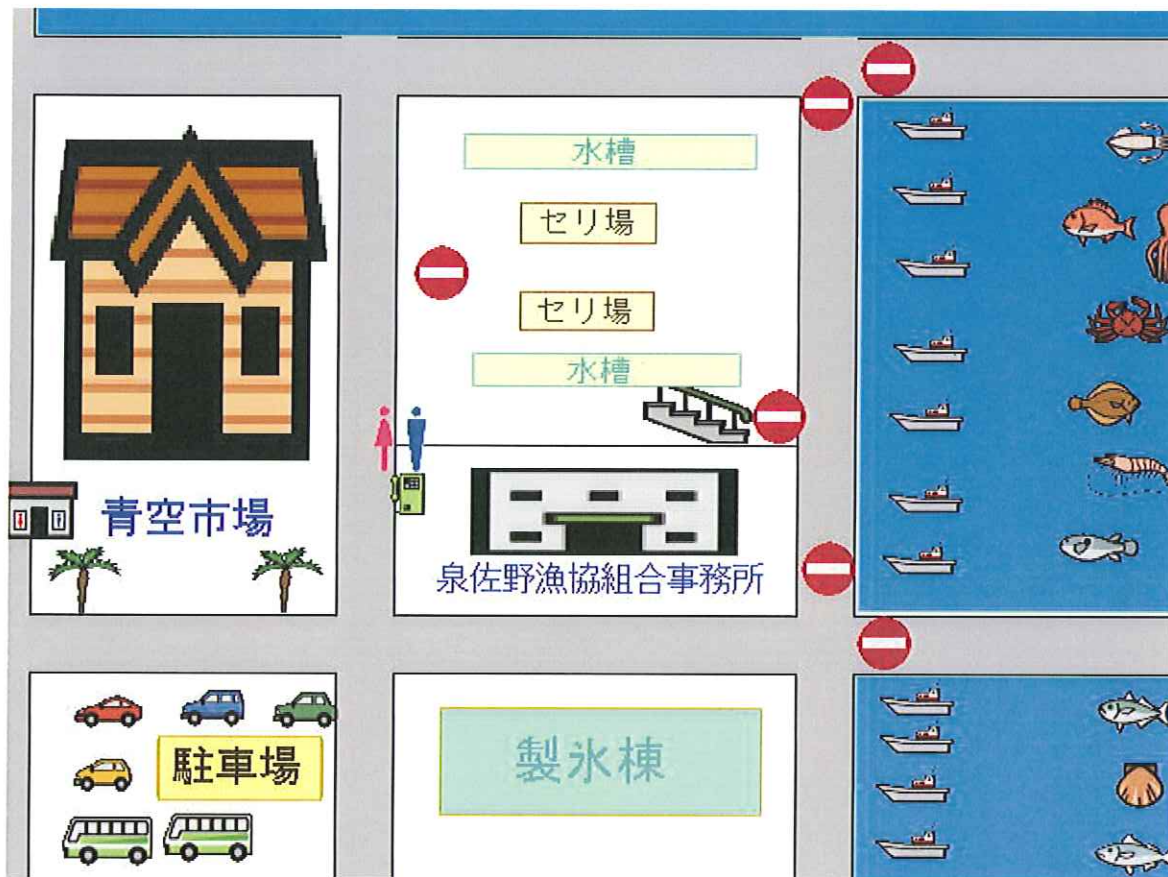 水槽
セリ場
セリ場
水槽
青空市場
泉佐野漁協組合事務所
駐車場
製氷棟